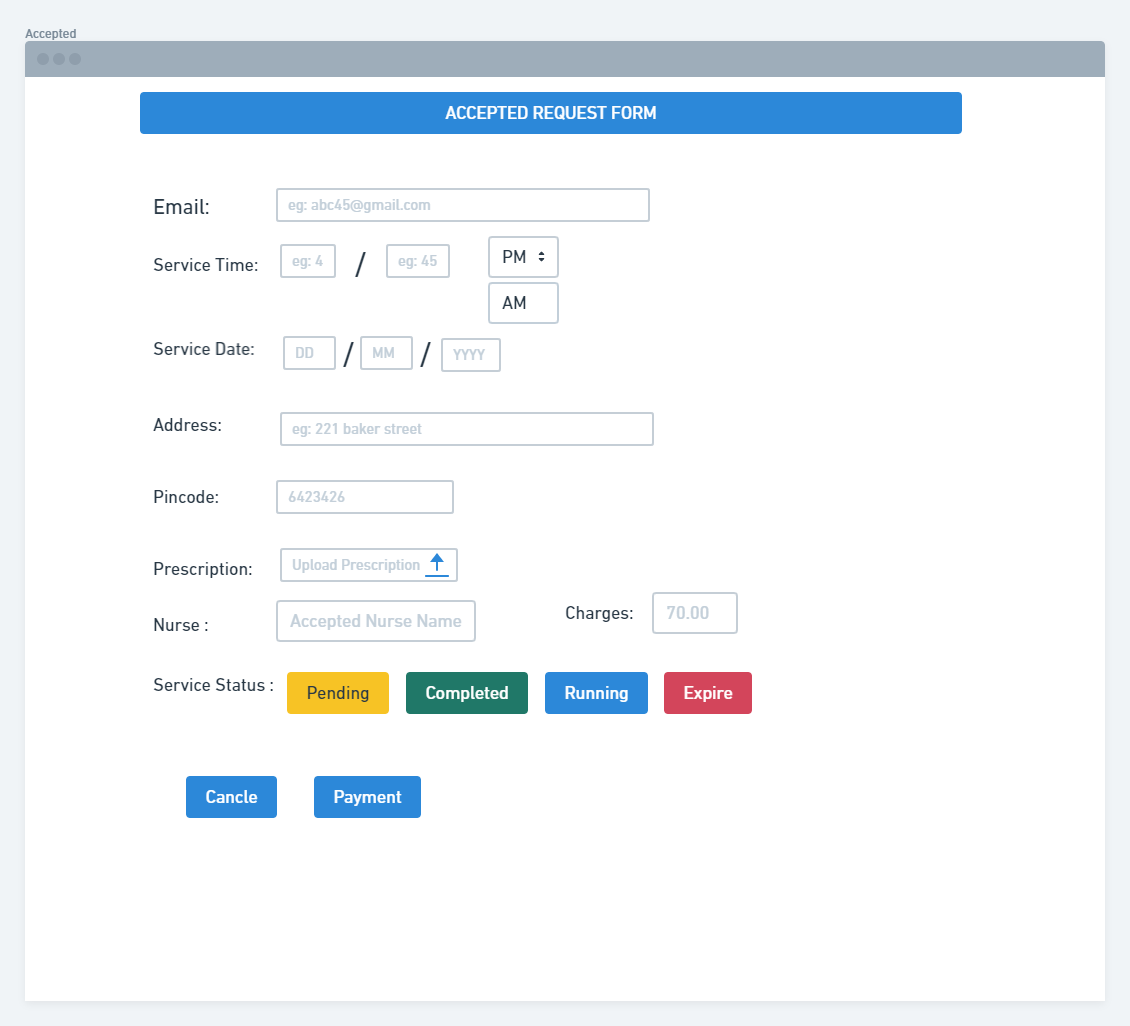 Accepted
ACCEPTED REQUEST FORM
Email: eg: abc45@gmail.com
Service Time: eg: 4 / eg: 45 PM
AM
Service Date: DD / MM / YYYY
Address: eg: 221 baker street
Pincode: 6423426
Prescription: Upload Prescription
Nurse : Accepted Nurse Name Charges: 70.00
Service Status : Pending Completed Running Expire
Cancle Payment